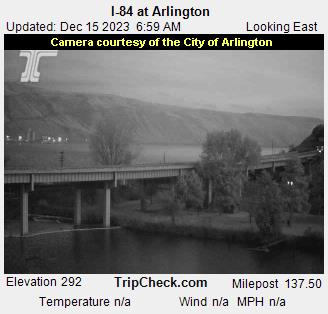 I-84 at Arlington
Updated: Dec 15 2023 6:59 AM Looking East
Camera courtesy of the City of Arlington
Elevation 292 TripCheck.com Milepost 137.50
Temperature n/a Wind n/a MPH n/a